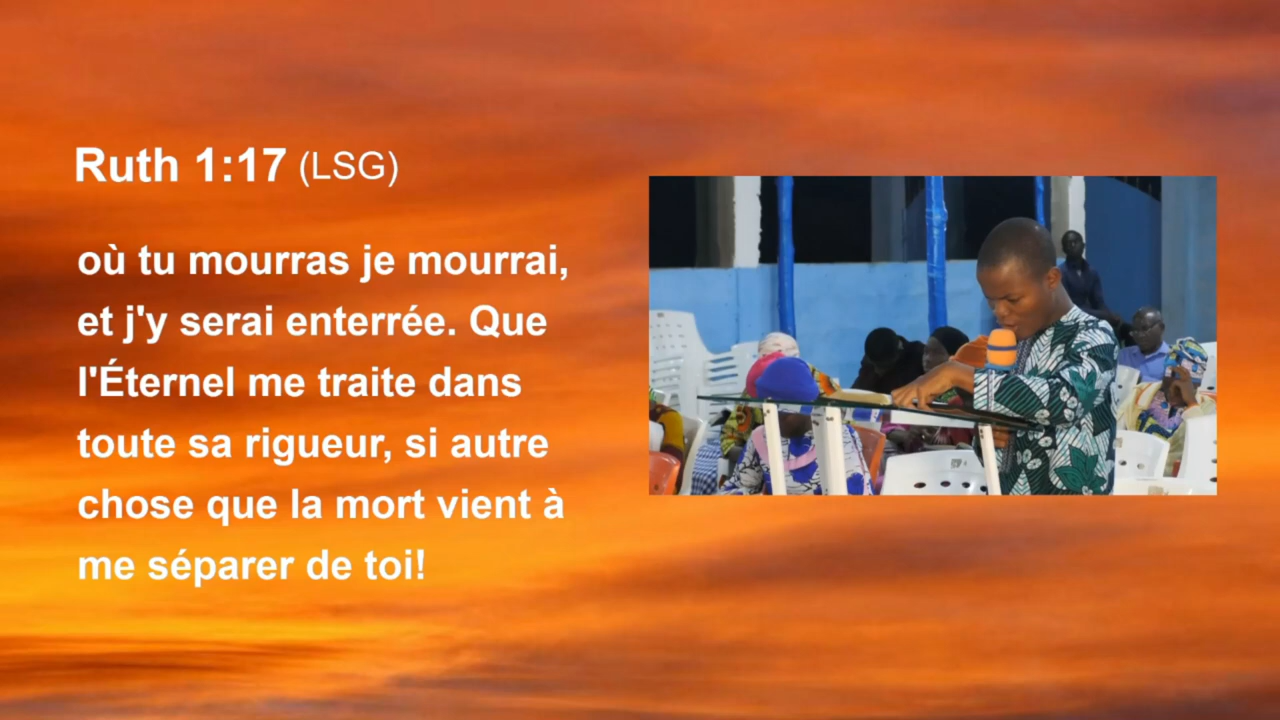 Ruth 1:17 (LSG)
où tu mourras je mourrai,
et j'y serai enterrée. Que
l'Éternel me traite dans
toute sa rigueur, si autre
chose que la mort vient à
me séparer de toi!